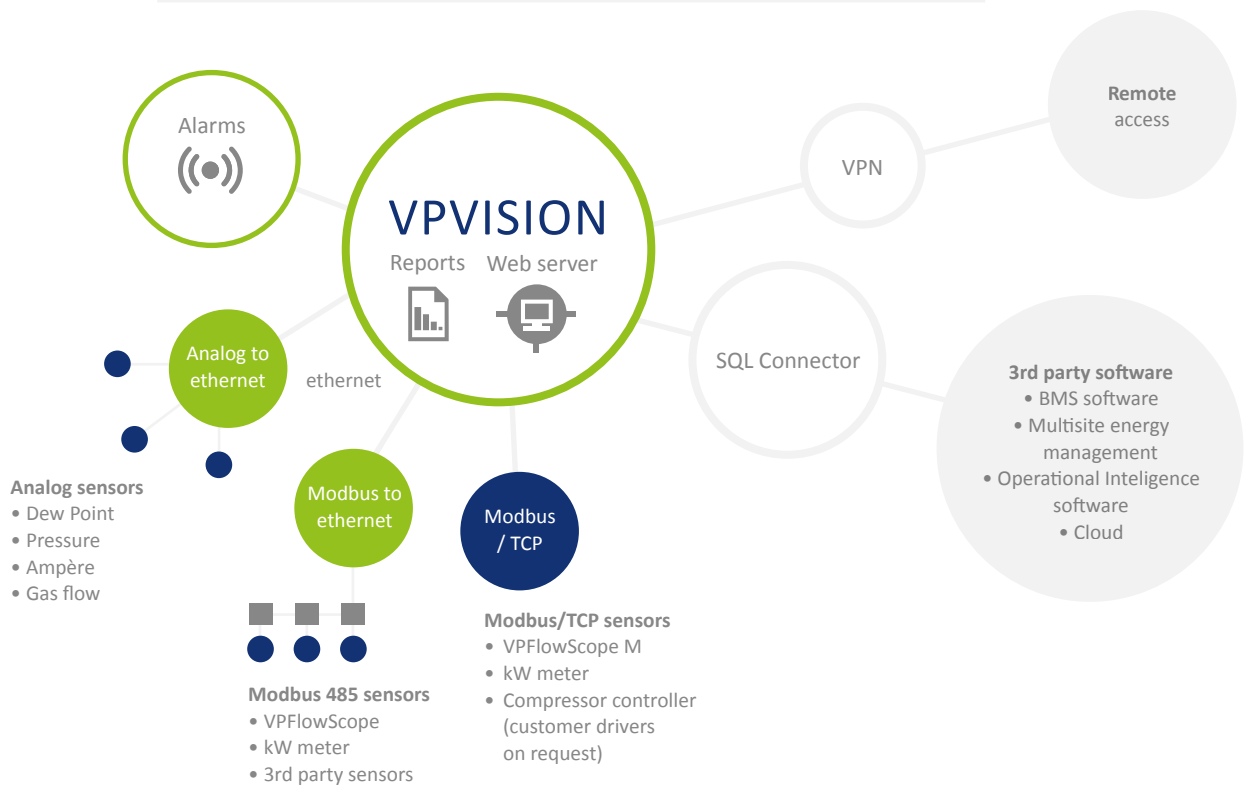 Alarms
VPVISION
Reports Web server
VPN
Remote
access
SQL Connector
3rd party software
• BMS software
• Multisite energy
management
• Operational Inteligence
software
• Cloud
Analog to
ethernet
ethernet
Analog sensors
• Dew Point
• Pressure
• Ampère
• Gas flow
Modbus to
ethernet
Modbus
/ TCP
Modbus 485 sensors
• VPFlowScope
• kW meter
• 3rd party sensors
Modbus/TCP sensors
• VPFlowScope M
• kW meter
• Compressor controller
(customer drivers
on request)